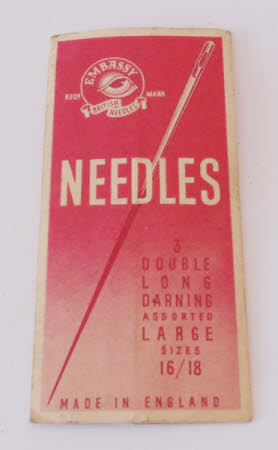 EMBASSY
REGD MARK
BRITISH NEEDLES
NEEDLES
3
DOUBLE
LONG
DARNING
ASSORTED
LARGE
SIZES
16/18
MADE IN ENGLAND